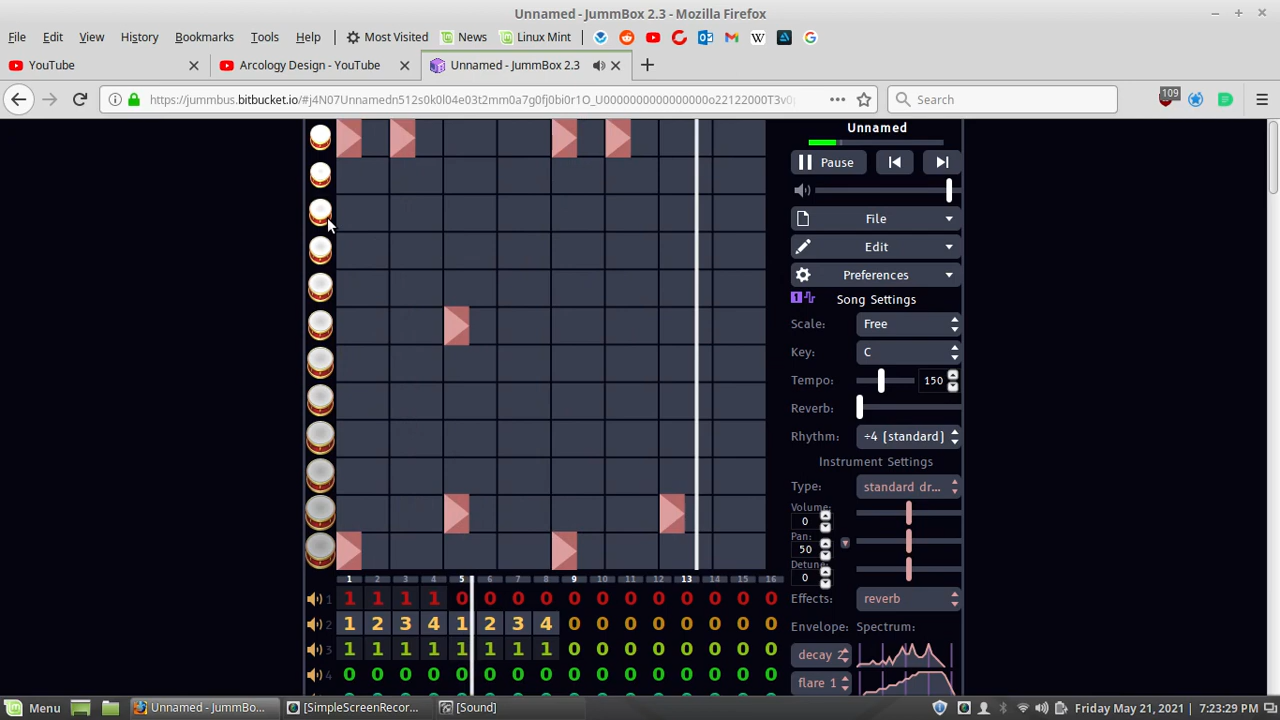 Unnamed - JummBox 2.3 - Mozilla Firefox
File Edit View History Bookmarks Tools Help Most Visited News Linux Mint
YouTube Arcology Design - YouTube Unnamed - JummBox 2.3
https://jummbus.bitbucket.io/#j4N07Unnamedn512s0k0l04e03t2mm0a7g0fj0bhr1O_U0000000000000o22122000T3v0 Search 109
Unnamed
Pause
File
Edit
Preferences
1 Song Settings
Scale: Free
Key: C
Tempo: 150
Reverb:
Rhythm: ÷4 [standard]
Instrument Settings
Type: standard dr...
Volume:
0
Pan:
50
Detune:
0
Effects: reverb
Envelope: Spectrum:
decay 2
flare 1
1 2 3 4 5 6 7 8 9 10 11 12 13 14 15 16
1 1 1 1 1 0 0 0 0 0 0 0 0 0 0 0 0
2 1 2 3 4 1 2 3 4 0 0 0 0 0 0 0 0
3 1 1 1 1 1 1 1 1 0 0 0 0 0 0 0 0
4 0 0 0 0 0 0 0 0 0 0 0 0 0 0 0 0
Menu Unnamed - JummBo... [SimpleScreenRecor... [Sound] Friday May 21, 2021 7:23:29 PM